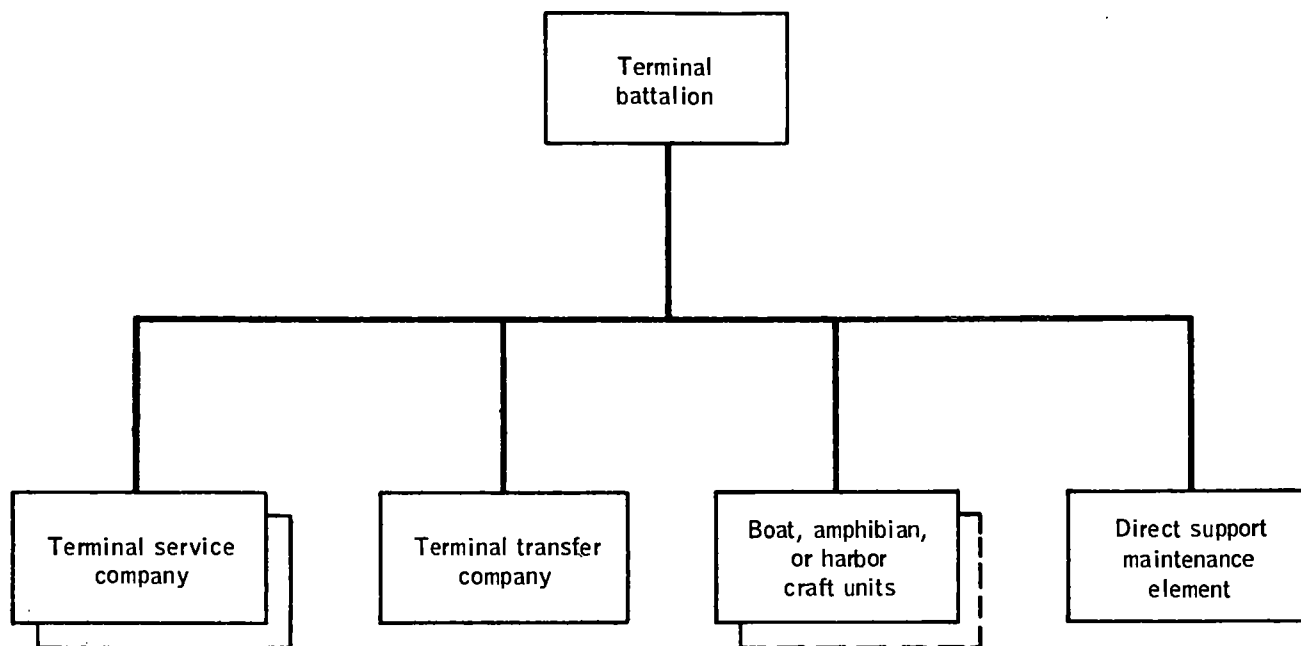 Terminal
battalion
Terminal service
company
Terminal transfer
company
Boat, amphibian,
or harbor
craft units
Direct support
maintenance
element